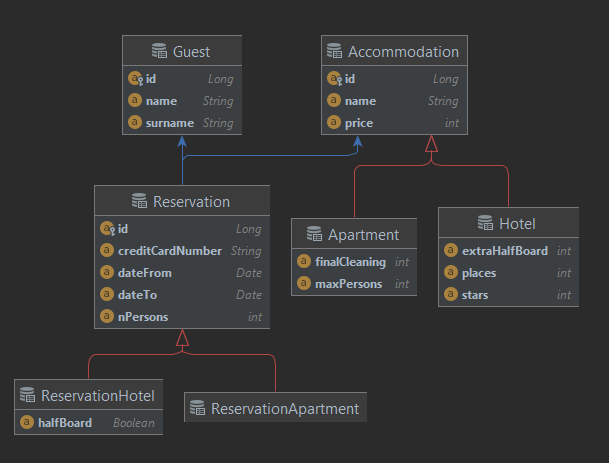 Guest
id Long
name String
surname String
Accommodation
id Long
name String
price int
Reservation
id Long
creditCardNumber String
dateFrom Date
dateTo Date
nPersons int
Apartment
finalCleaning int
maxPersons int
Hotel
extraHalfBoard int
places int
stars int
ReservationHotel
halfBoard Boolean
ReservationApartment